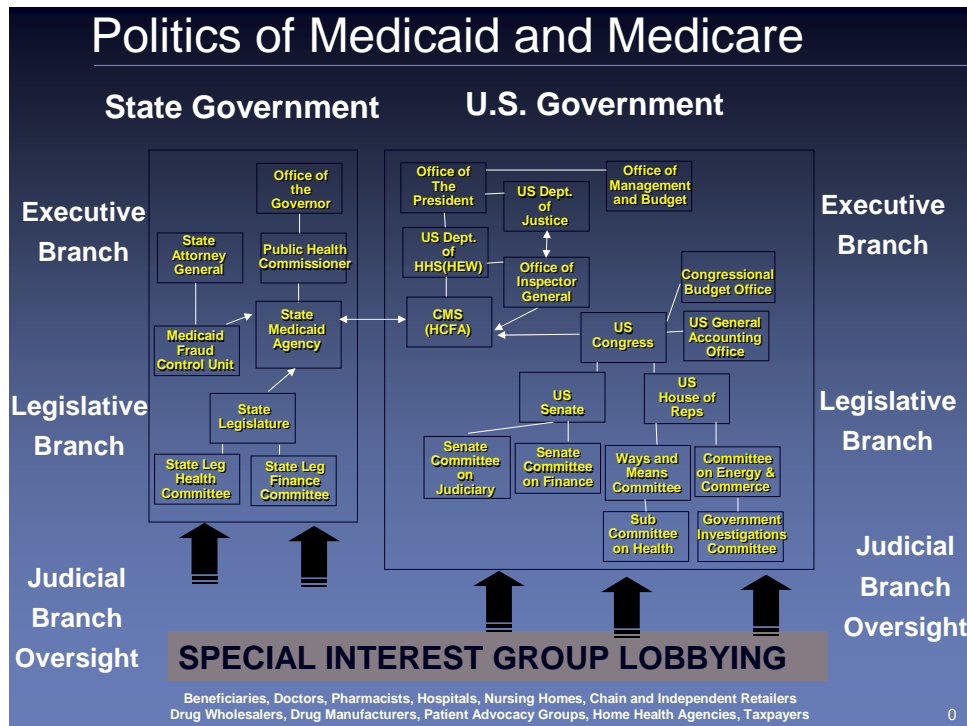 Politics of Medicaid and Medicare
State Government
U.S. Government
Executive
Branch
Legislative
Branch
Judicial
Branch
Oversight
Office of
the
Governor
State
Attorney
General
Public Health
Commissioner
Medicaid
Fraud
Control Unit
State
Medicaid
Agency
State
Legislature
State Leg
Health
Committee
State Leg
Finance
Committee
Office of
The
President
US Dept.
of
Justice
Office of
Management
and Budget
US Dept.
of
HHS(HEW)
Office of
Inspector
General
CMS
(HCFA)
Congressional
Budget Office
US
Congress
US General
Accounting
Office
US
Senate
US
House of
Reps
Senate
Committee
on
Judiciary
Senate
Committee
on Finance
Ways and
Means
Committee
Committee
on Energy &
Commerce
Sub
Committee
on Health
Government
Investigations
Committee
Executive
Branch
Legislative
Branch
Judicial
Branch
Oversight
SPECIAL INTEREST GROUP LOBBYING
Beneficiaries, Doctors, Pharmacists, Hospitals, Nursing Homes, Chain and Independent Retailers
Drug Wholesalers, Drug Manufacturers, Patient Advocacy Groups, Home Health Agencies, Taxpayers
0